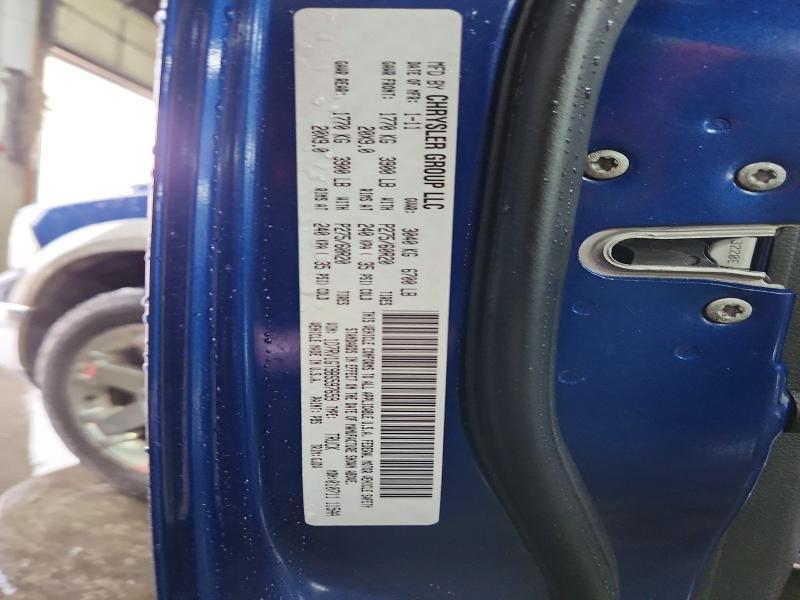 MFD BY CHRYSLER GROUP LLC
DATE OF MFR: 1-11 GVWR: 3040 KG 6700 LB
GAWR FRONT: 1770 KG 3900 LB WITH P275/60R20 TIRES
20X9.0 RIMS AT 240 KPA( 35 PSI) COLD
GAWR REAR: 1770 KG 3900 LB WITH P275/60R20 TIRES
20X9.0 RIMS AT 240 KPA( 35 PSI) COLD
THIS VEHICLE CONFORMS TO ALL APPLICABLE U.S.A. FEDERAL MOTOR VEHICLE SAFETY
STANDARDS IN EFFECT ON THE DATE OF MANUFACTURE SHOWN ABOVE.
TYPE: TRUCK
VEHICLE MADE IN U.S.A. PAINT: PBS